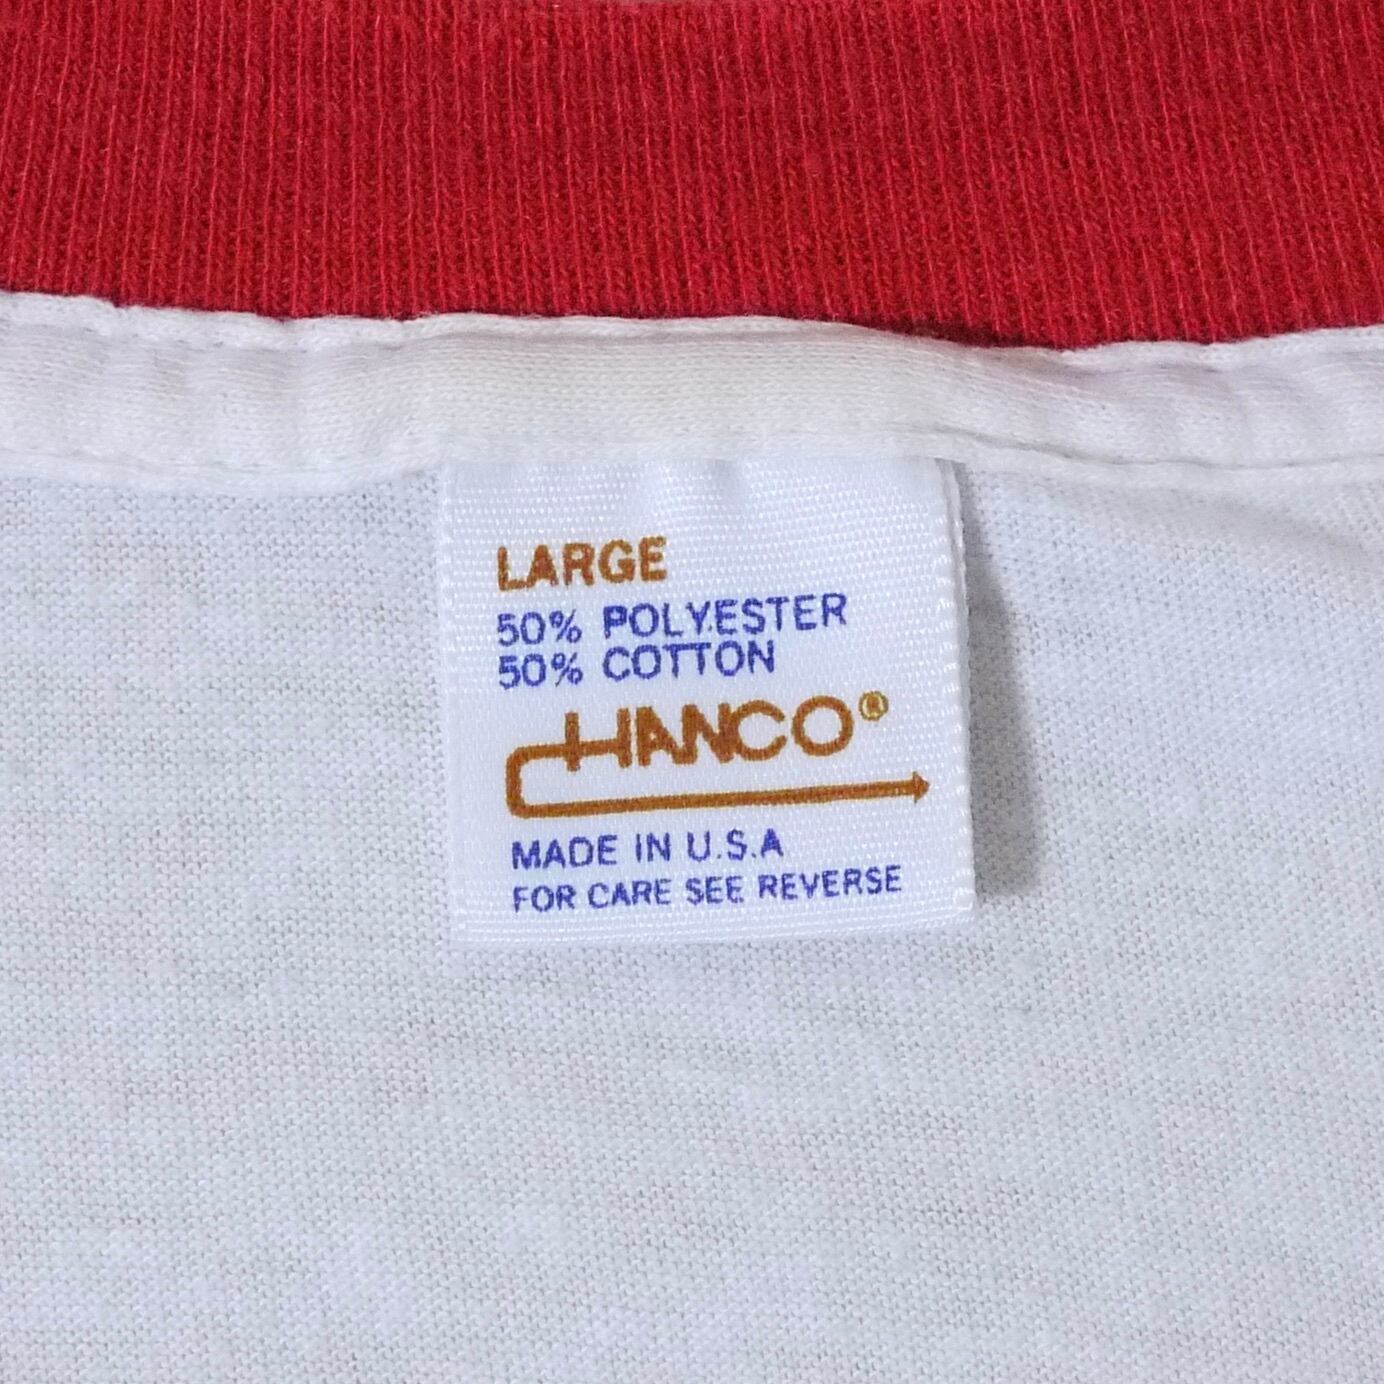 LARGE
50% POLYESTER
50% COTTON
HANCO®
MADE IN U.S.A
FOR CARE SEE REVERSE